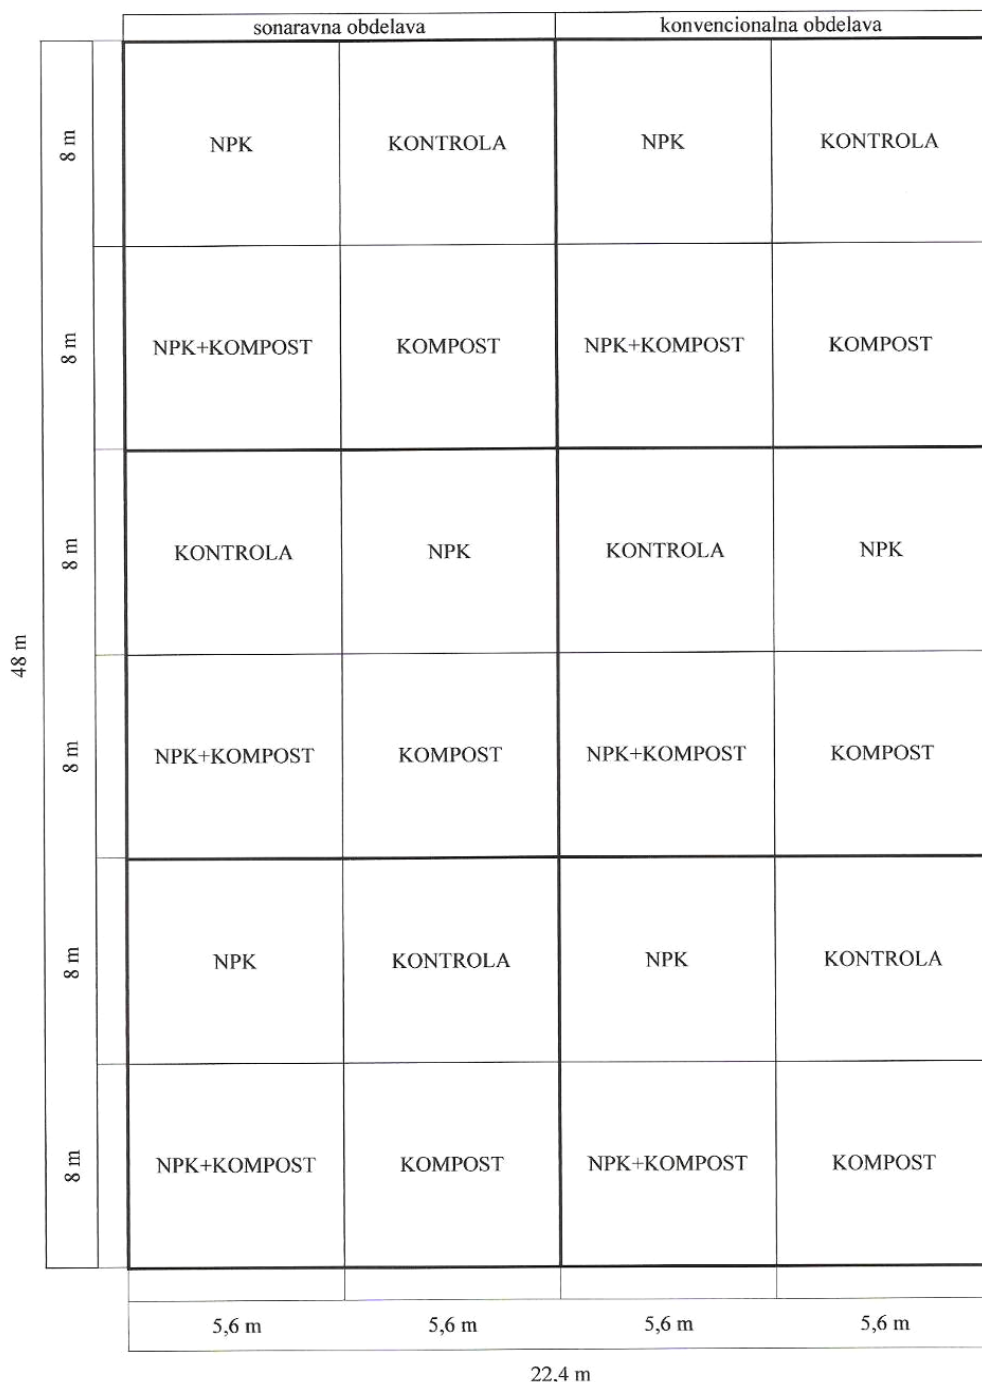 sonaravna obdelava konvencionalna obdelava
8 m NPK KONTROLA NPK KONTROLA
8 m NPK+KOMPOST KOMPOST NPK+KOMPOST KOMPOST
8 m KONTROLA NPK KONTROLA NPK
48 m
8 m NPK+KOMPOST KOMPOST NPK+KOMPOST KOMPOST
8 m NPK KONTROLA NPK KONTROLA
8 m NPK+KOMPOST KOMPOST NPK+KOMPOST KOMPOST
5,6 m 5,6 m 5,6 m 5,6 m
22,4 m